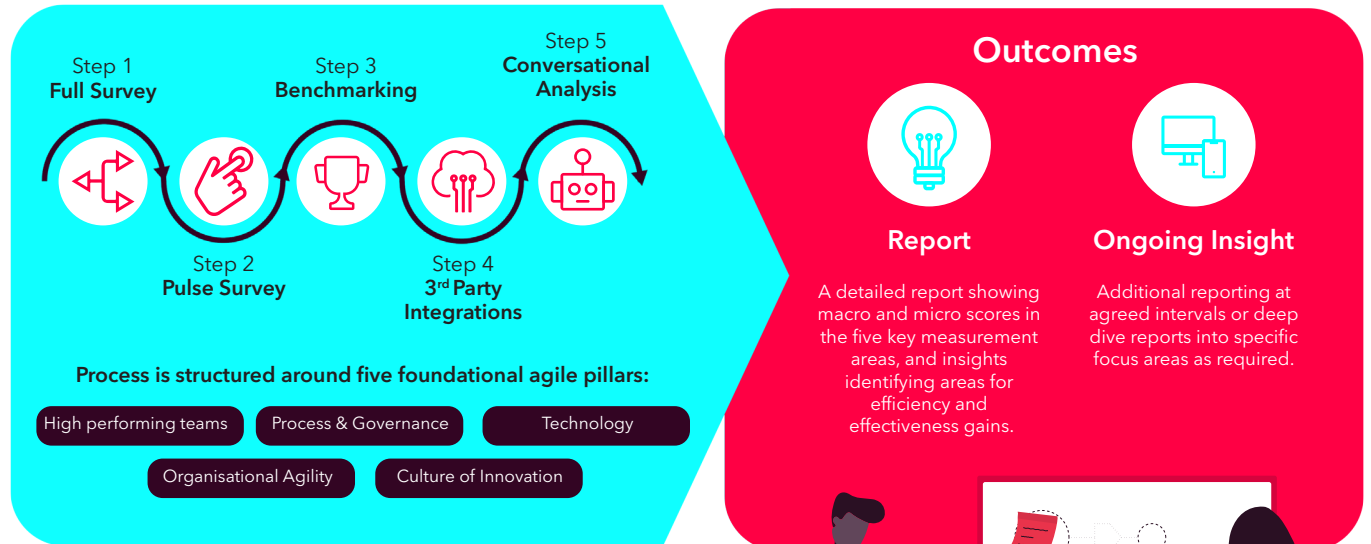 Step 1
Full Survey
Step 2
Pulse Survey
Step 3
Benchmarking
Step 4
3rd Party
Integrations
Step 5
Conversational
Analysis
Process is structured around five foundational agile pillars:
High performing teams
Process & Governance
Technology
Organisational Agility
Culture of Innovation
Outcomes
Report
A detailed report showing
macro and micro scores in
the five key measurement
areas, and insights
identifying areas for
efficiency and
effectiveness gains.
Ongoing Insight
Additional reporting at
agreed intervals or deep
dive reports into specific
focus areas as required.